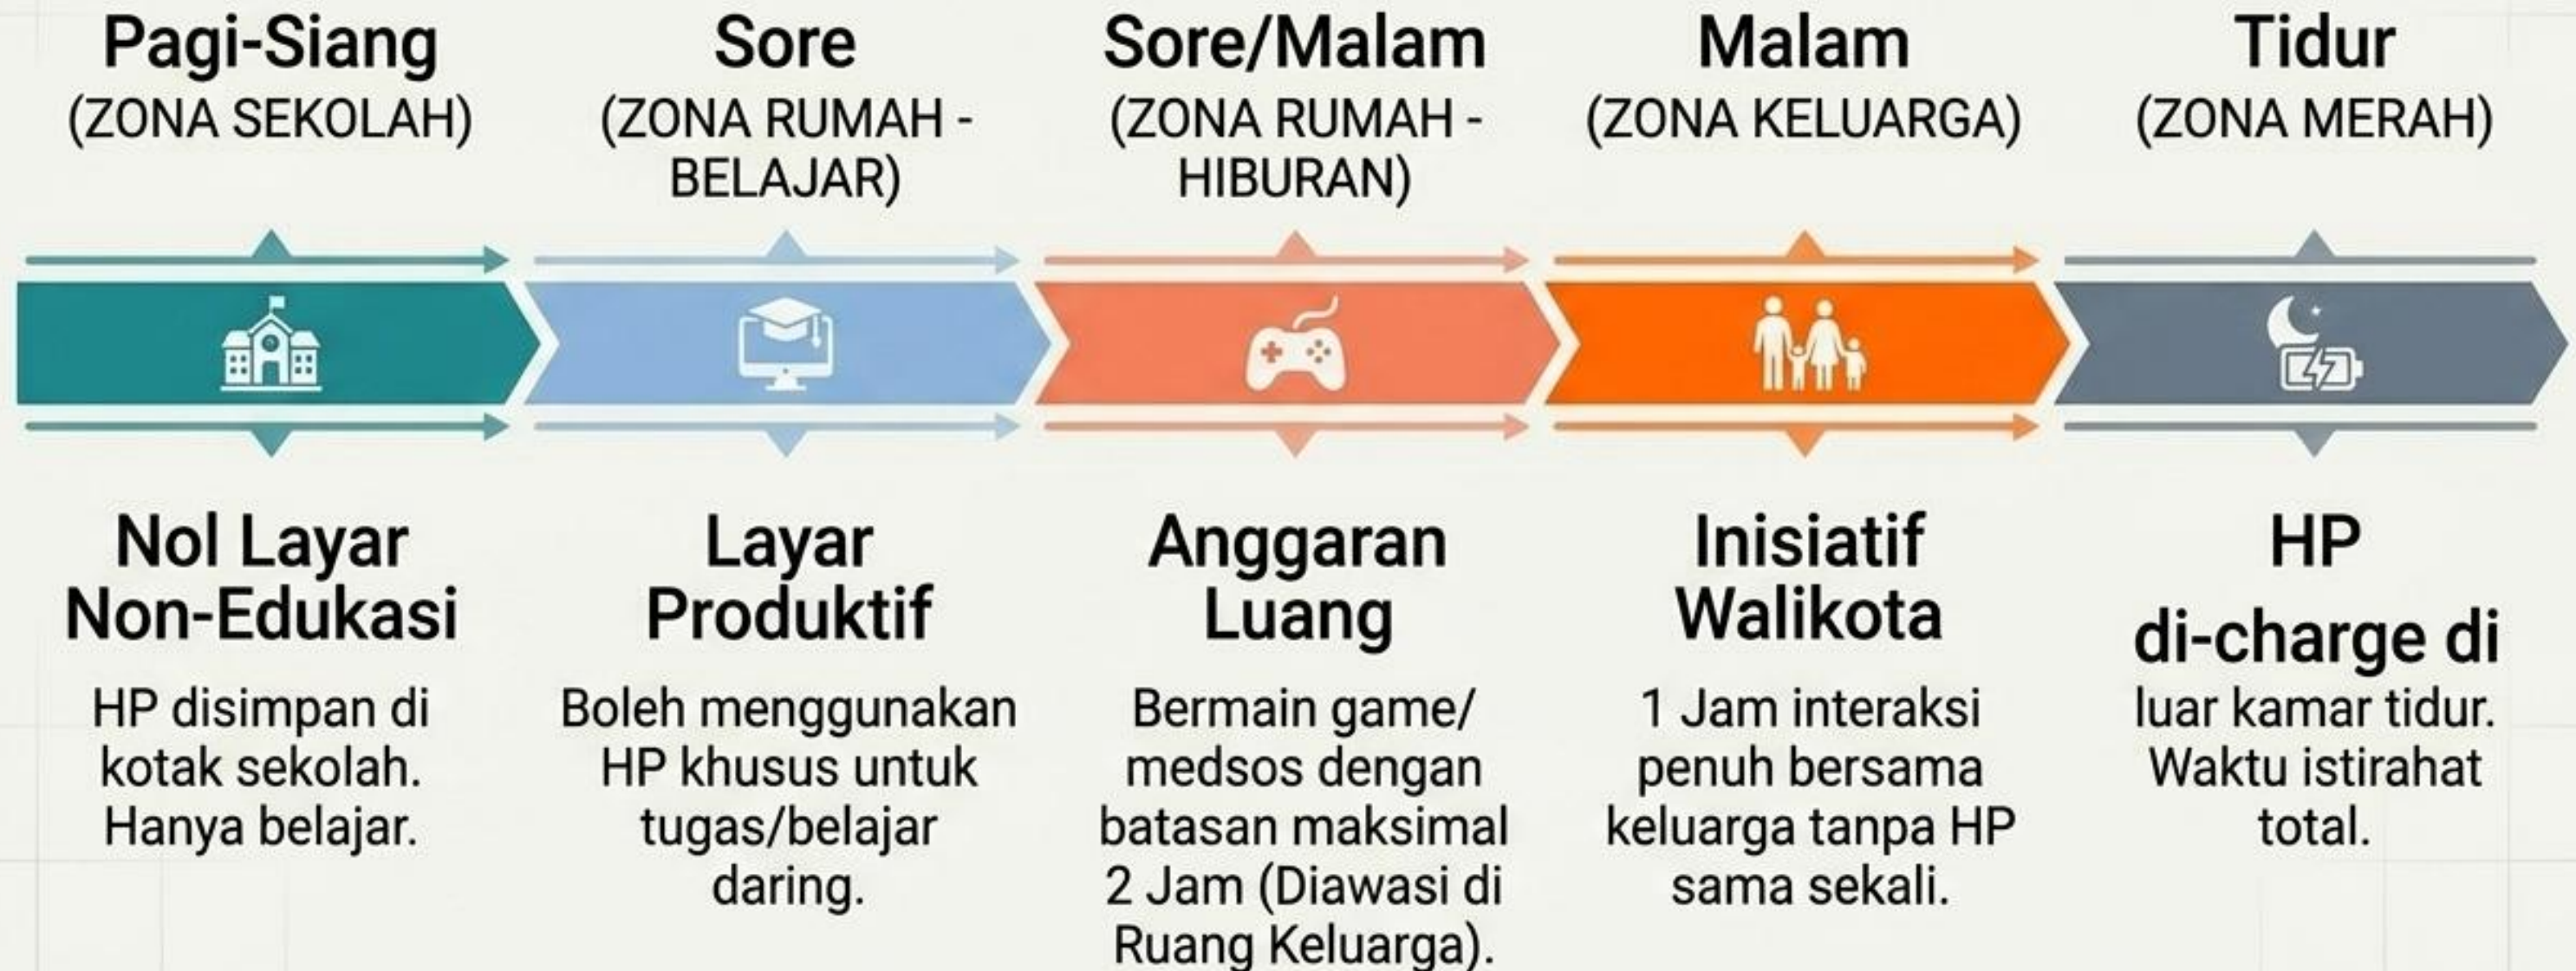 Pagi-Siang
(ZONA SEKOLAH)
Sore
(ZONA RUMAH -
BELAJAR)
Sore/Malam
(ZONA RUMAH -
HIBURAN)
Malam
(ZONA KELUARGA)
Tidur
(ZONA MERAH)
Nol Layar
Non-Edukasi
HP disimpan di
kotak sekolah.
Hanya belajar.
Layar
Produktif
Boleh menggunakan
HP khusus untuk
tugas/belajar
daring.
Anggaran
Luang
Bermain game/
medsos dengan
batasan maksimal
2 Jam (Diawasi di
Ruang Keluarga).
Inisiatif
Walikota
1 Jam interaksi
penuh bersama
keluarga tanpa HP
sama sekali.
HP
di-charge di
luar kamar tidur.
Waktu istirahat
total.